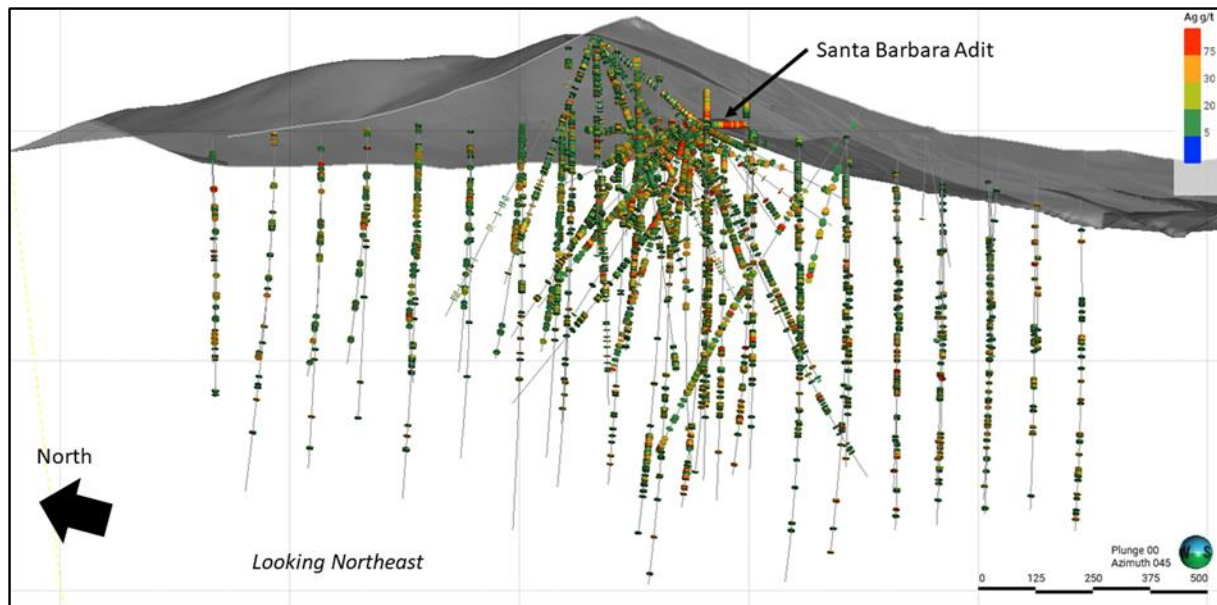 Ag g/t
Santa Barbara Adit
75
30
20
5
North
Looking Northeast
Plunge 00
Azimuth 045
0 125 250 375 500